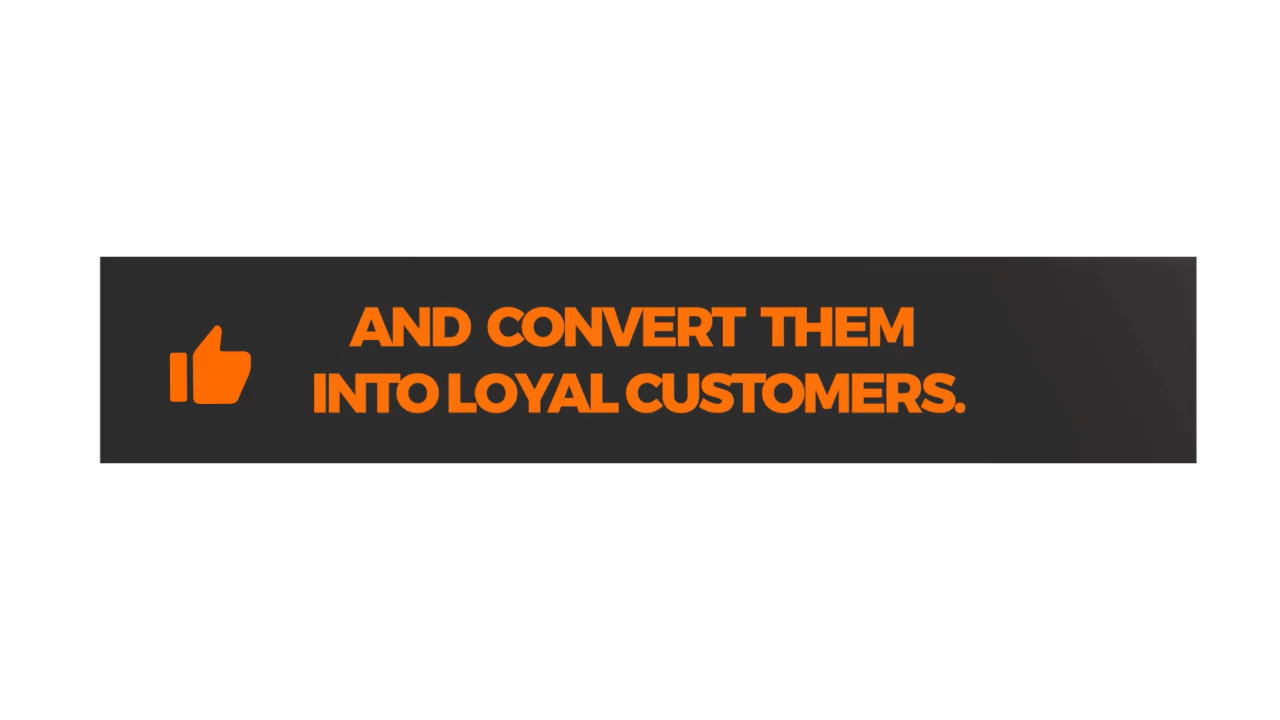 AND CONVERT THEM
INTO LOYAL CUSTOMERS.